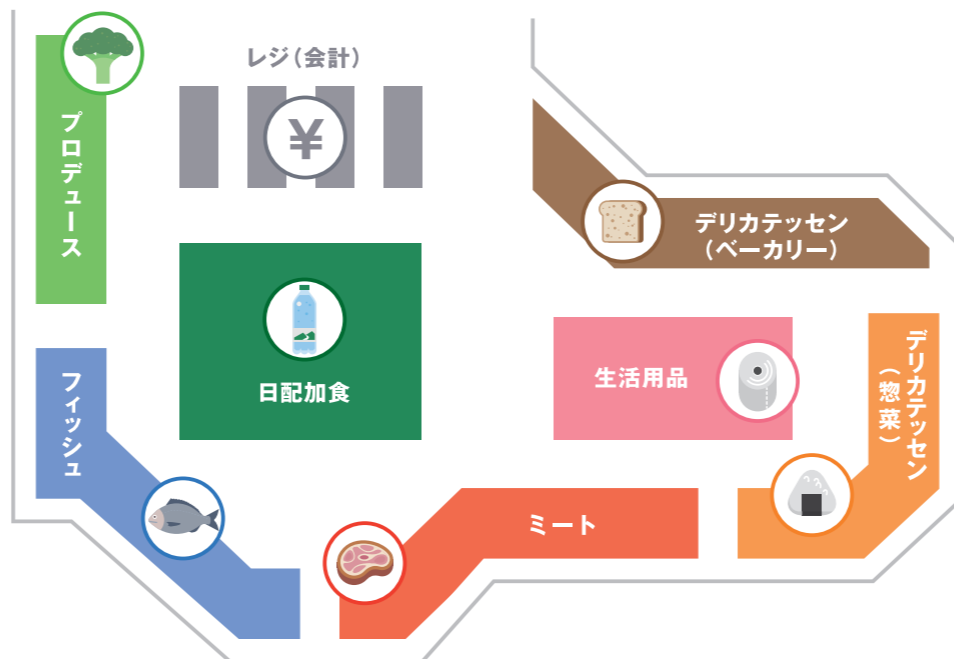 レジ（会計）
¥
プロデュース
デリカテッセン
（ベーカリー）
日配加食
生活用品
デリカテッセン
（惣菜）
フィッシュ
ミート